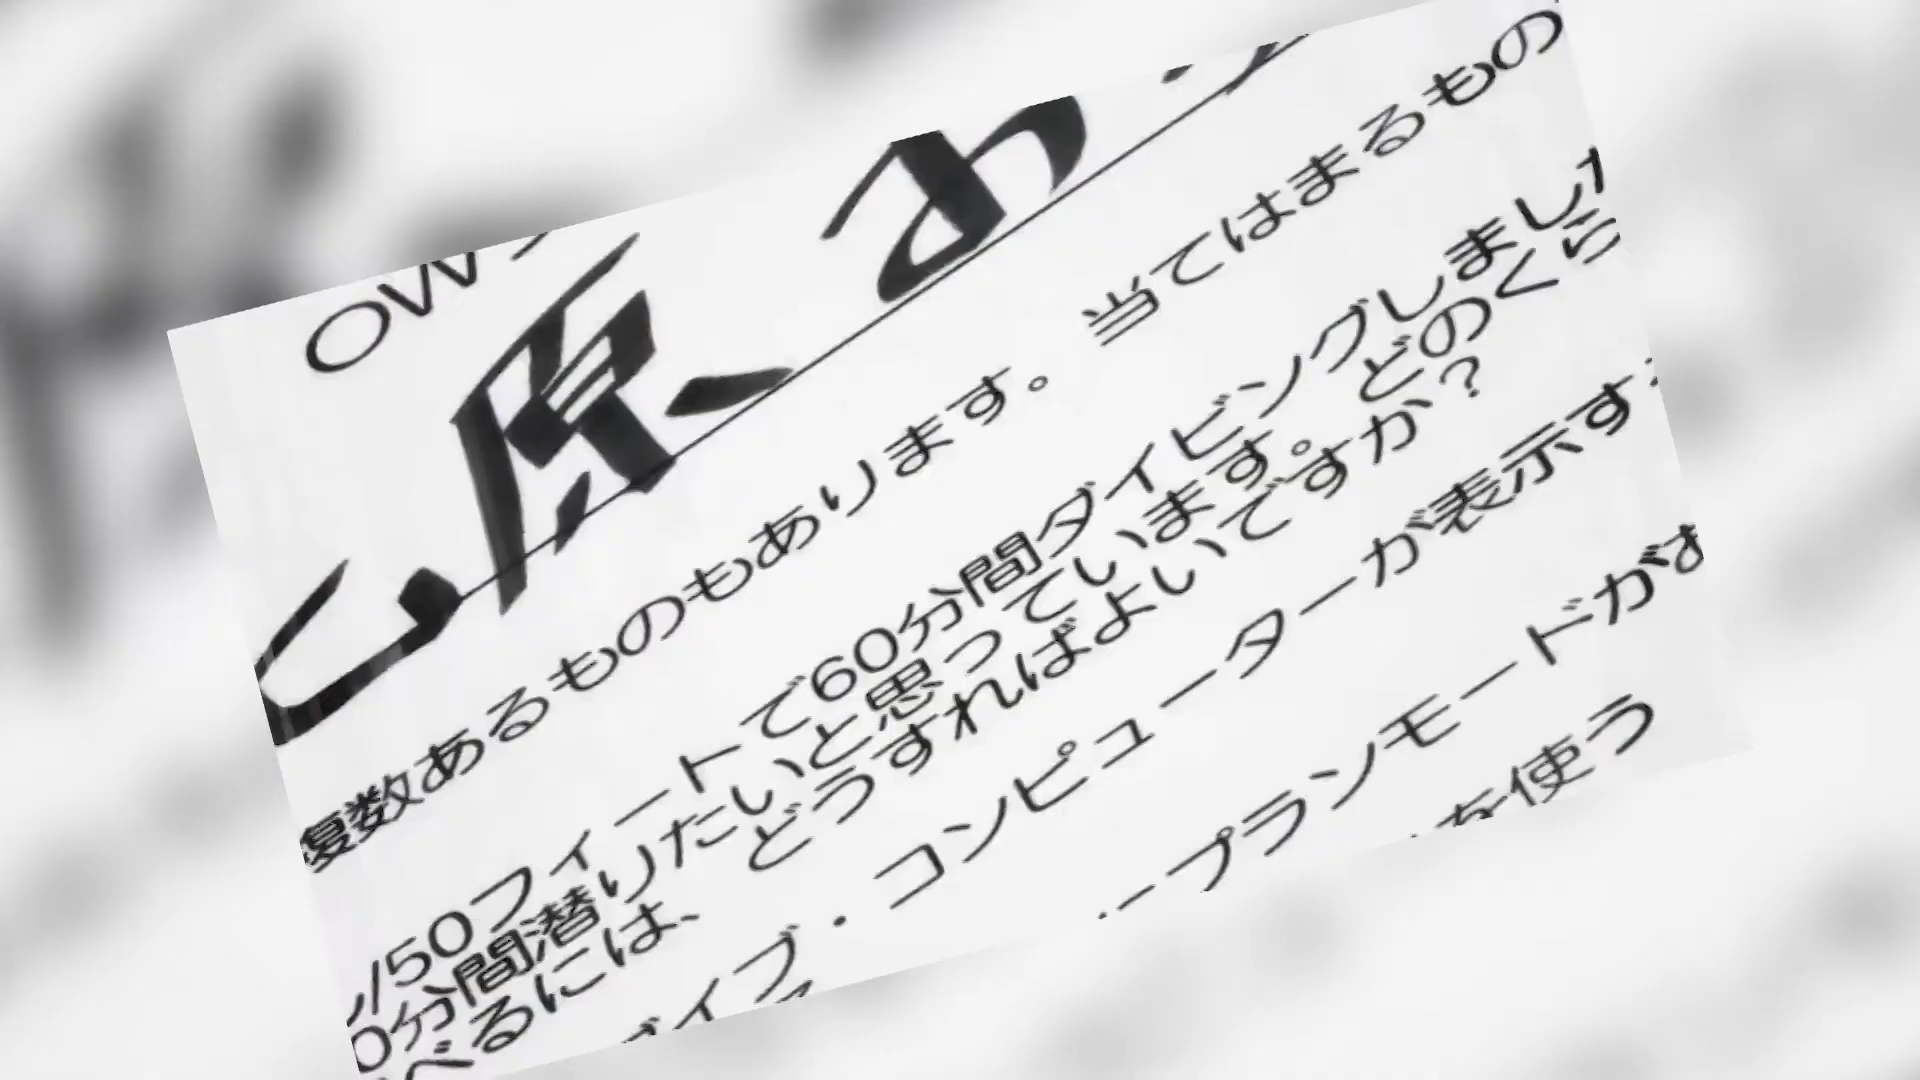 OW
原 あ
複数あるものもあります。 当てはまるもの
/50フィートで60分間ダイビングしました
0分間潜りたいと思っています。 どのくら
べるには、どうすればよいですか?
イブ・コンピューターが表示す
プランモードがあ
を使う